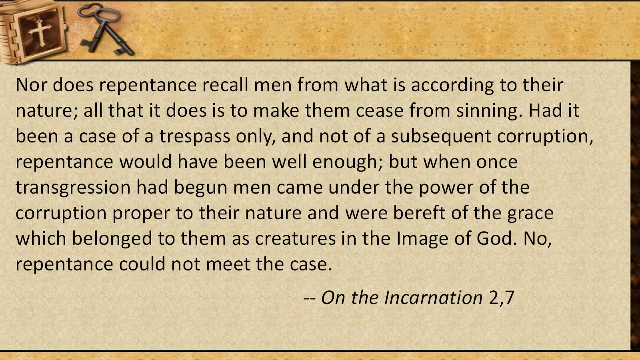 Nor does repentance recall men from what is according to their
nature; all that it does is to make them cease from sinning. Had it
been a case of a trespass only, and not of a subsequent corruption,
repentance would have been well enough; but when once
transgression had begun men came under the power of the
corruption proper to their nature and were bereft of the grace
which belonged to them as creatures in the Image of God. No,
repentance could not meet the case.
-- On the Incarnation 2,7